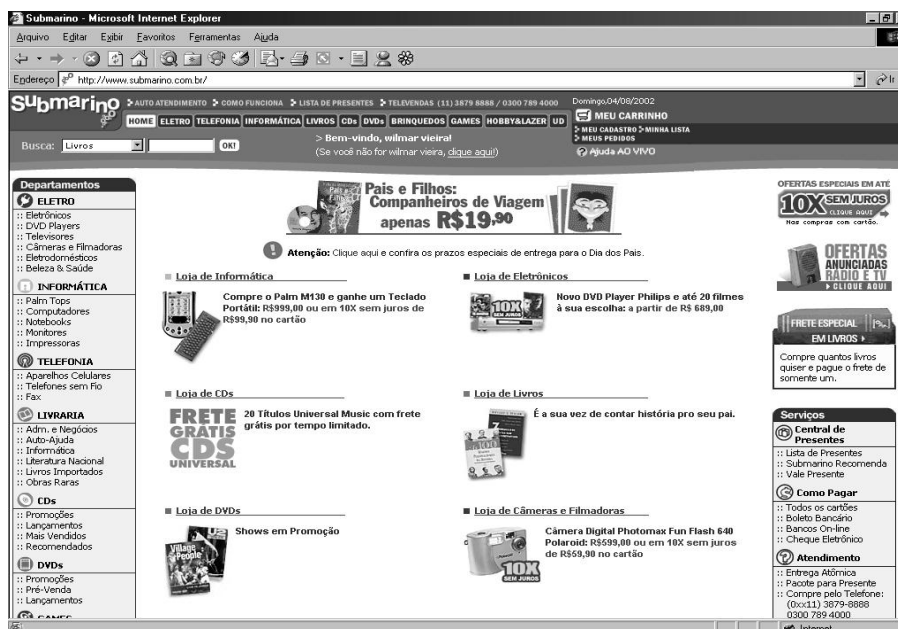 Submarino - Microsoft Internet Explorer
Arquivo Editar Exibir Favoritos Ferramentas Ajuda
Endereço http://www.submarino.com.br/ Ir
Submarino
AUTO ATENDIMENTO COMO FUNCIONA LISTA DE PRESENTES TELEVENDAS (11) 3879 8888 / 0300 789 4000
Domingo,04/08/2002
HOME ELETRO TELEFONIA INFORMÁTICA LIVROS CDs DVDs BRINQUEDOS GAMES HOBBY&LAZER UD
MEU CARRINHO
MEU CADASTRO MINHA LISTA
MEUS PEDIDOS
Ajuda AO VIVO
Busca: Livros OK!
> Bem-vindo, wilmar vieira!
(Se você não for wilmar vieira, clique aqui!)
Departamentos
ELETRO
:: Eletrônicos
:: DVD Players
:: Televisores
:: Câmeras e Filmadoras
:: Eletrodomésticos
:: Beleza & Saúde
INFORMÁTICA
:: Palm Tops
:: Computadores
:: Notebooks
:: Monitores
:: Impressoras
TELEFONIA
:: Aparelhos Celulares
:: Telefones sem Fio
:: Fax
LIVRARIA
:: Adm. e Negócios
:: Auto-Ajuda
:: Informática
:: Literatura Nacional
:: Livros Importados
:: Obras Raras
CDs
:: Promoções
:: Lançamentos
:: Mais Vendidos
:: Recomendados
DVDs
:: Promoções
:: Pré-Venda
:: Lançamentos
GAMES
Pais e Filhos:
Companheiros de Viagem
apenas R$19,90
Atenção: Clique aqui e confira os prazos especiais de entrega para o Dia dos Pais.
Loja de Informática
Compre o Palm M130 e ganhe um Teclado
Portátil: R$999,00 ou em 10X sem juros de
R$99,90 no cartão
Loja de Eletrônicos
10X
SEM JUROS
Novo DVD Player Philips e até 20 filmes
à sua escolha: a partir de R$ 689,00
Loja de CDs
FRETE
GRÁTIS
CDS
UNIVERSAL
20 Títulos Universal Music com frete
grátis por tempo limitado.
Loja de Livros
É a sua vez de contar história pro seu pai.
Loja de DVDs
Village
People
Shows em Promoção
Loja de Câmeras e Filmadoras
10X
SEM JUROS
Câmera Digital Photomax Fun Flash 640
Polaroid: R$599,00 ou em 10X sem juros
de R$59,90 no cartão
OFERTAS ESPECIAIS EM ATÉ
10X SEM JUROS
CLIQUE AQUI
Nas compras com cartão.
OFERTAS
ANUNCIADAS
RÁDIO E TV
CLIQUE AQUI
FRETE ESPECIAL
EM LIVROS
Compre quantos livros
quiser e pague o frete de
somente um.
Serviços
Central de
Presentes
:: Lista de Presentes
:: Submarino Recomenda
:: Vale Presente
Como Pagar
:: Todos os cartões
:: Boleto Bancário
:: Bancos On-line
:: Cheque Eletrônico
Atendimento
:: Entrega Atômica
:: Pacote para Presente
:: Compre pelo Telefone:
(0xx11) 3879-8888
0300 789 4000
Internet